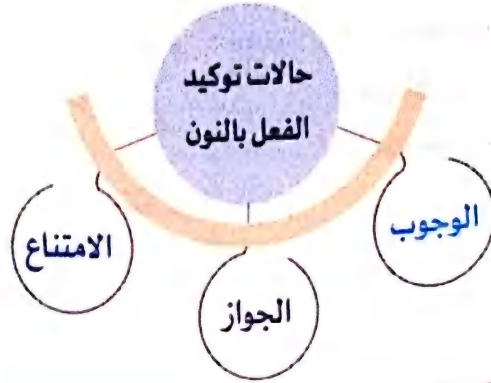 حالات توكيد
الفعل بالنون
الوجوب
الجواز
الامتناع